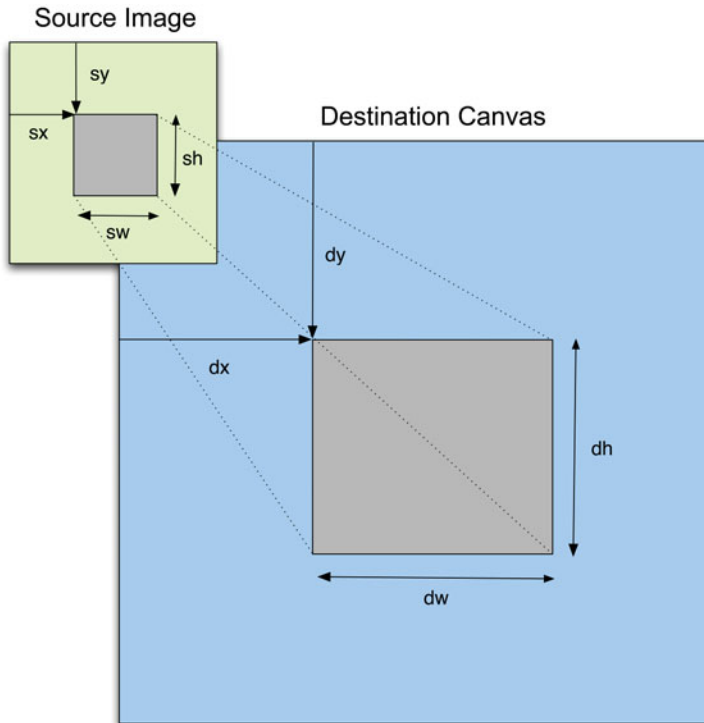 Source Image
sy
sx
sh
sw
Destination Canvas
dy
dx
dh
dw